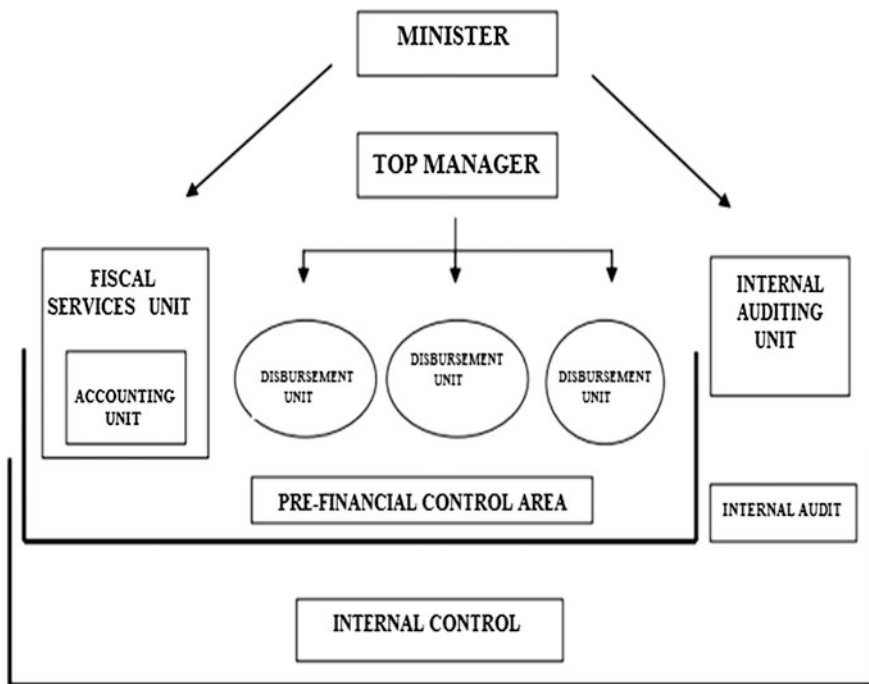 MINISTER
TOP MANAGER
FISCAL
SERVICES UNIT
ACCOUNTING
UNIT
DISBURSEMENT
UNIT
DISBURSEMENT
UNIT
DISBURSEMENT
UNIT
INTERNAL
AUDITING
UNIT
PRE-FINANCIAL CONTROL AREA
INTERNAL AUDIT
INTERNAL CONTROL